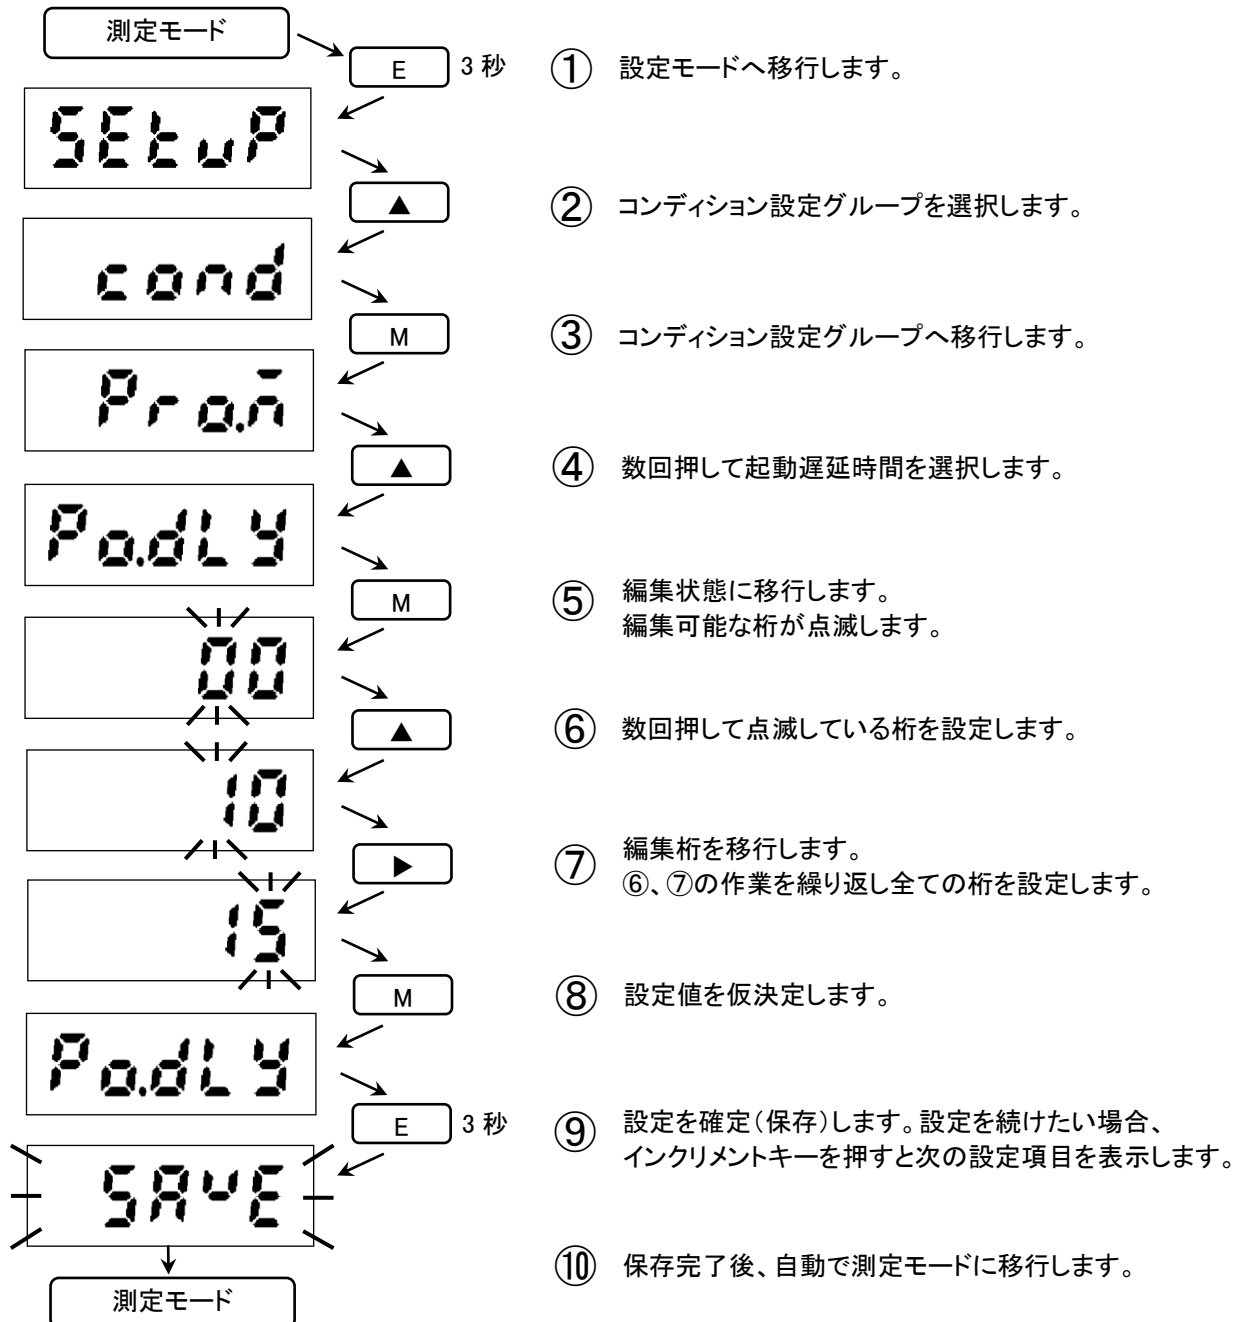 測定モード
E 3 秒 ① 設定モードへ移行します。
SEtuP
▲ ② コンディション設定グループを選択します。
cond
M ③ コンディション設定グループへ移行します。
Pro.m
▲ ④ 数回押して起動遅延時間を選択します。
Po.dLY
M ⑤ 編集状態に移行します。
編集可能な桁が点滅します。
00
▲ ⑥ 数回押して点滅している桁を設定します。
10
▶ ⑦ 編集桁を移行します。
⑥、⑦の作業を繰り返し全ての桁を設定します。
15
M ⑧ 設定値を仮決定します。
Po.dLY
E 3 秒 ⑨ 設定を確定（保存）します。設定を続けたい場合、
インクリメントキーを押すと次の設定項目を表示します。
SAvE
⑩ 保存完了後、自動で測定モードに移行します。
測定モード